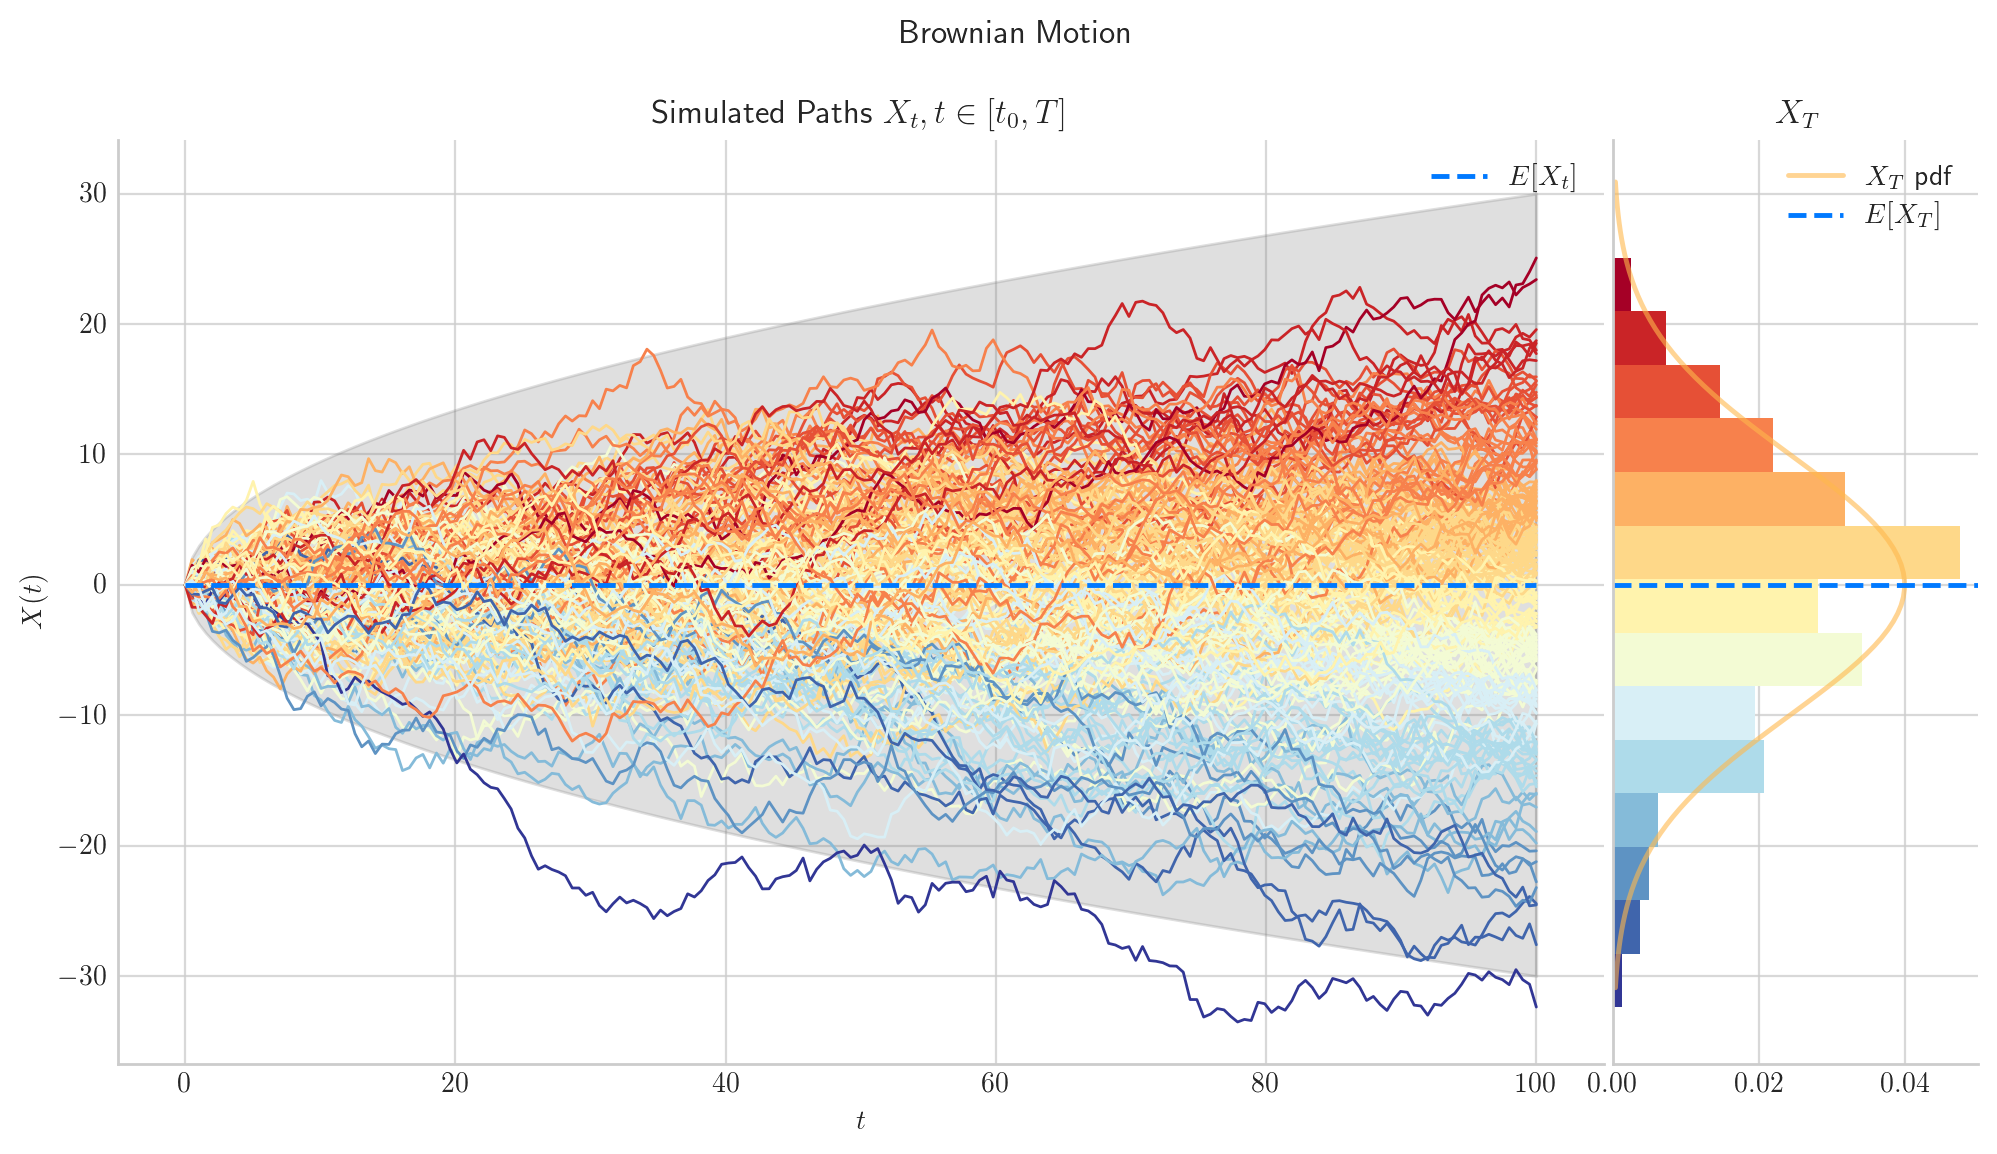 Brownian Motion
Simulated Paths $X_t, t \in [t_0, T]$
$X_T$
$E[X_t]$
$X_T$ pdf
$E[X_T]$
$X(t)$
30
20
10
0
−10
−20
−30
0 20 40 60 80 100
0.00 0.02 0.04
$t$